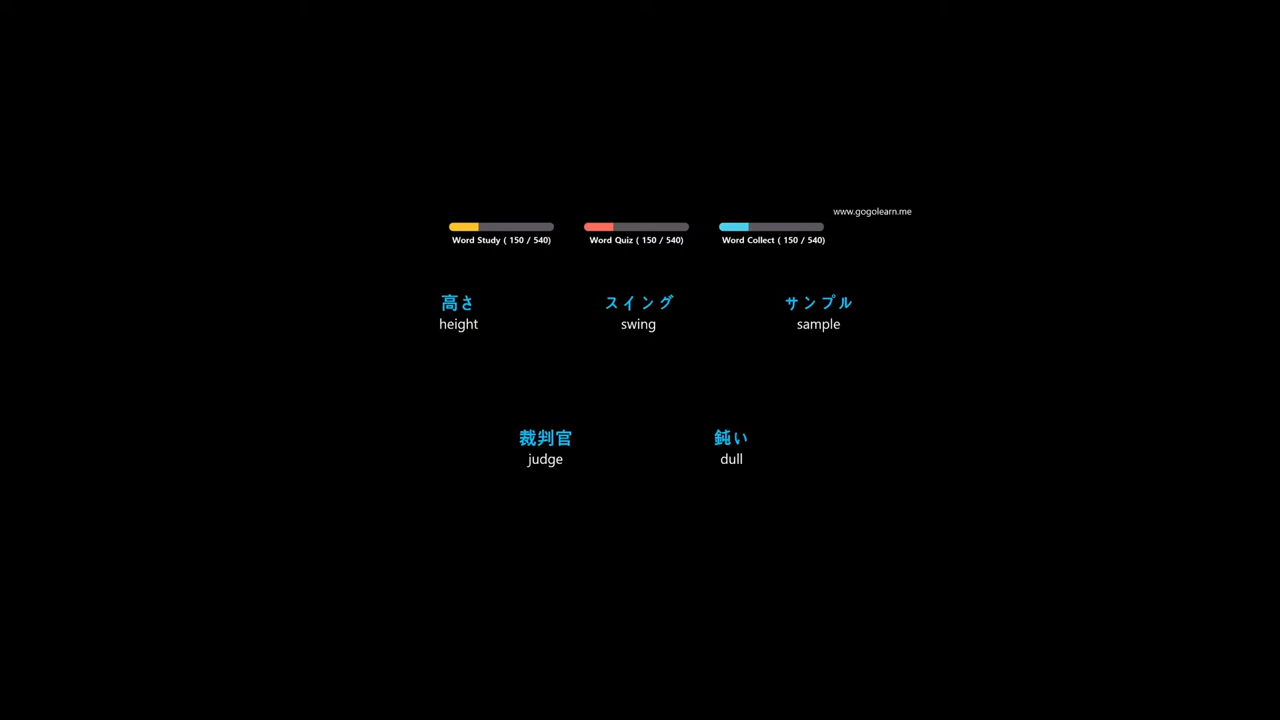 www.gogolearn.me
Word Study ( 150 / 540)
Word Quiz ( 150 / 540)
Word Collect ( 150 / 540)
高さ
height
スイング
swing
サンプル
sample
裁判官
judge
鈍い
dull